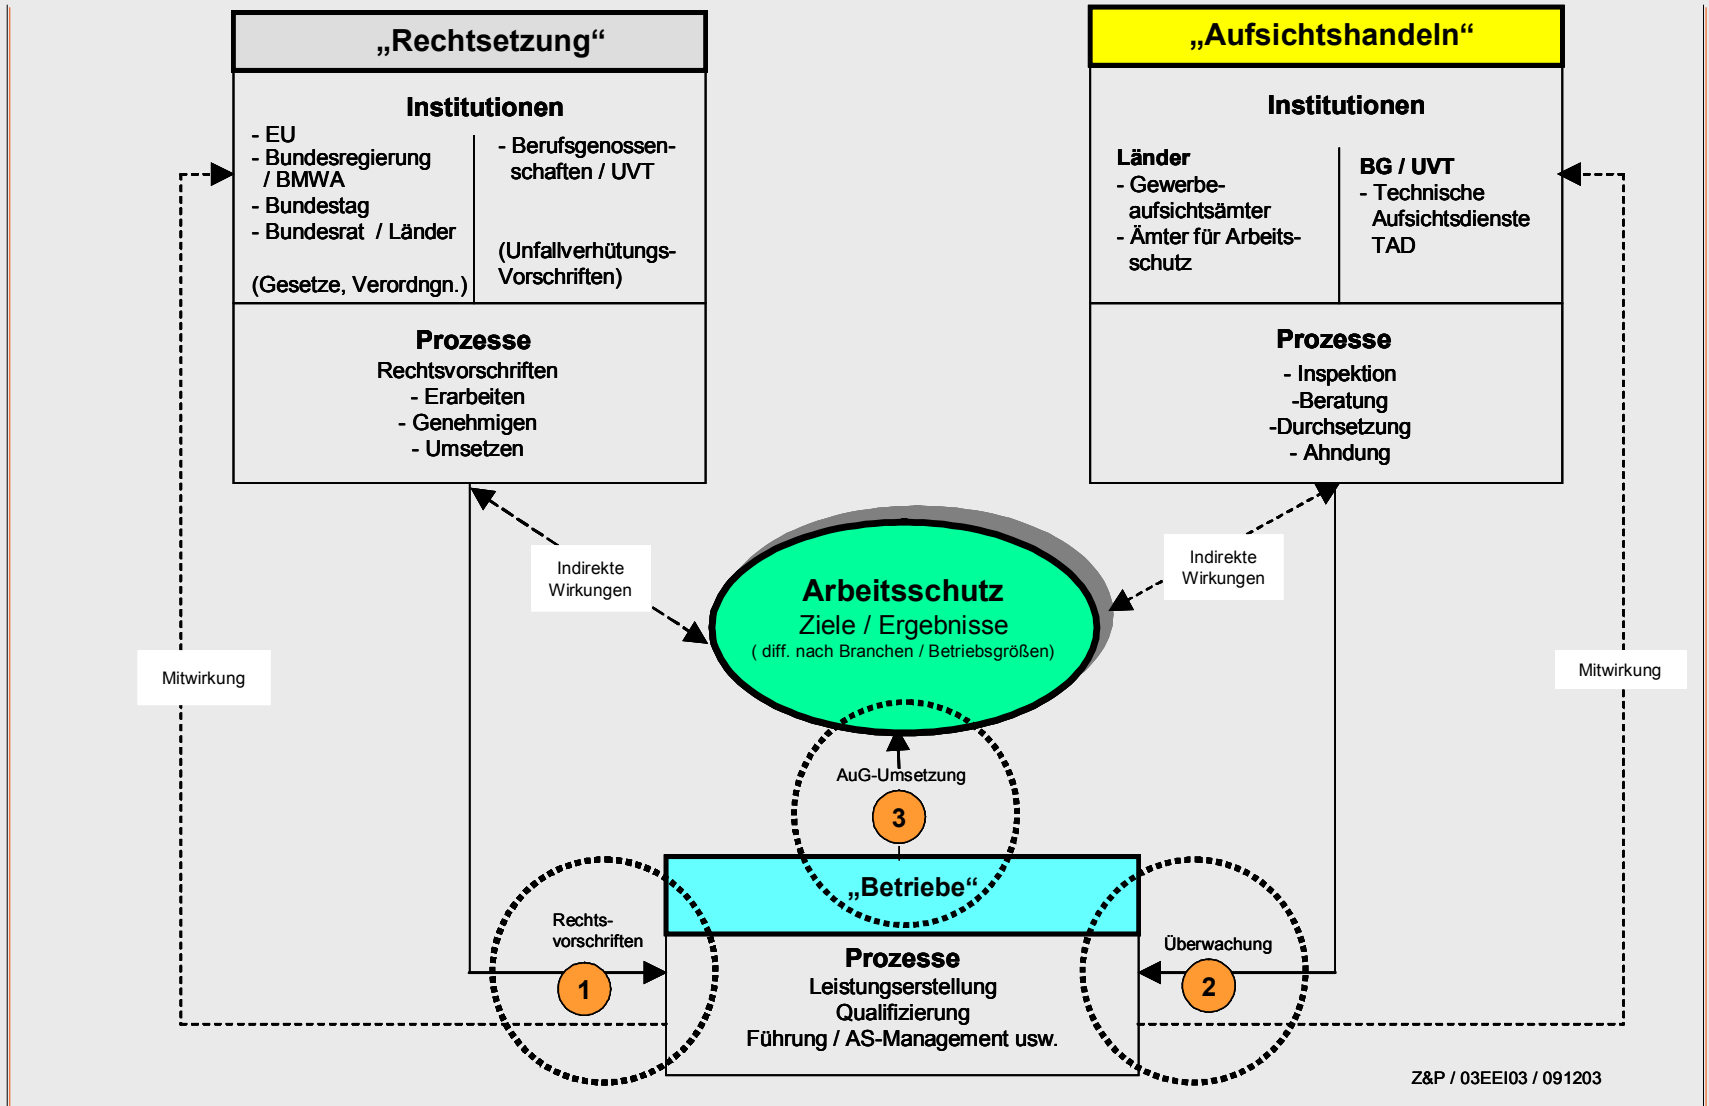 „Rechtsetzung“
Institutionen
- EU
- Bundesregierung
/ BMWA
- Bundestag
- Bundesrat / Länder
(Gesetze, Verordngn.)
- Berufsgenossen-
schaften / UVT
(Unfallverhütungs-
Vorschriften)
Prozesse
Rechtsvorschriften
- Erarbeiten
- Genehmigen
- Umsetzen
„Aufsichtshandeln“
Institutionen
Länder
- Gewerbe-
aufsichtsämter
- Ämter für Arbeits-
schutz
BG / UVT
- Technische
Aufsichtsdienste
TAD
Prozesse
- Inspektion
-Beratung
-Durchsetzung
- Ahndung
Indirekte
Wirkungen
Indirekte
Wirkungen
Arbeitsschutz
Ziele / Ergebnisse
( diff. nach Branchen / Betriebsgrößen)
Mitwirkung
Mitwirkung
AuG-Umsetzung
3
„Betriebe“
Rechts-
vorschriften
1
Überwachung
2
Prozesse
Leistungserstellung
Qualifizierung
Führung / AS-Management usw.
Z&P / 03EEI03 / 091203